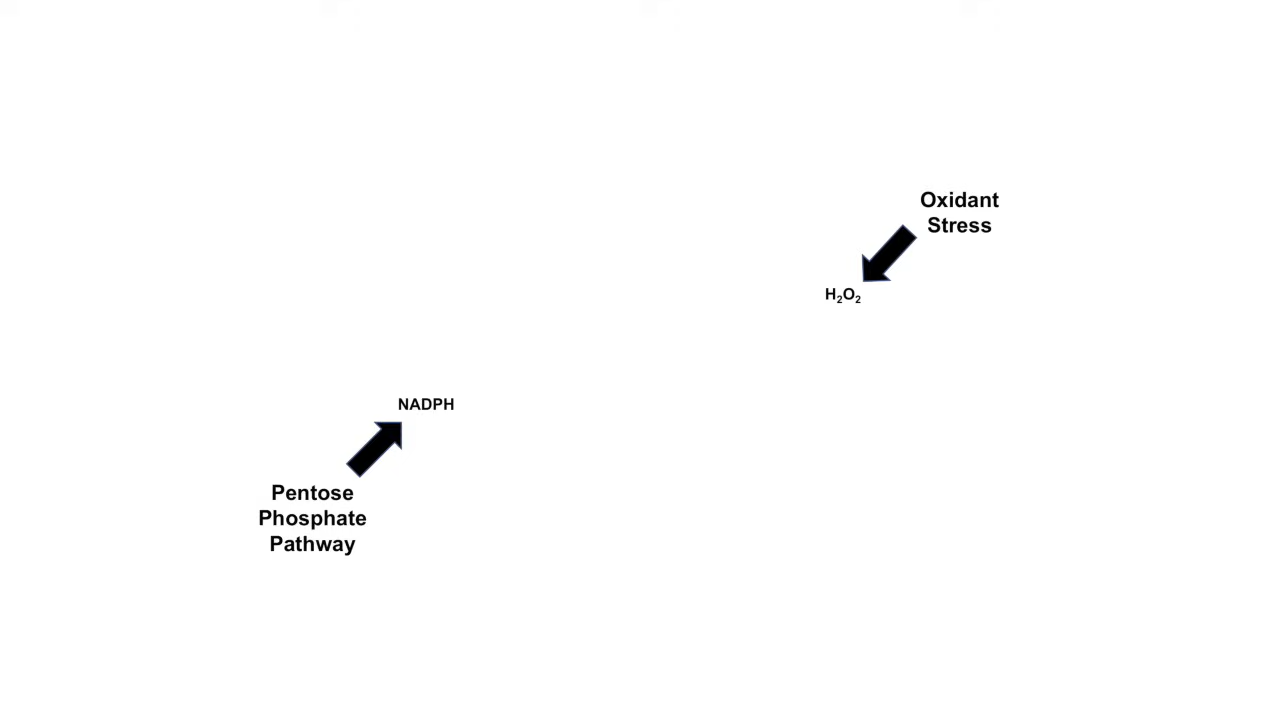 Oxidant
Stress
H₂O₂
NADPH
Pentose
Phosphate
Pathway